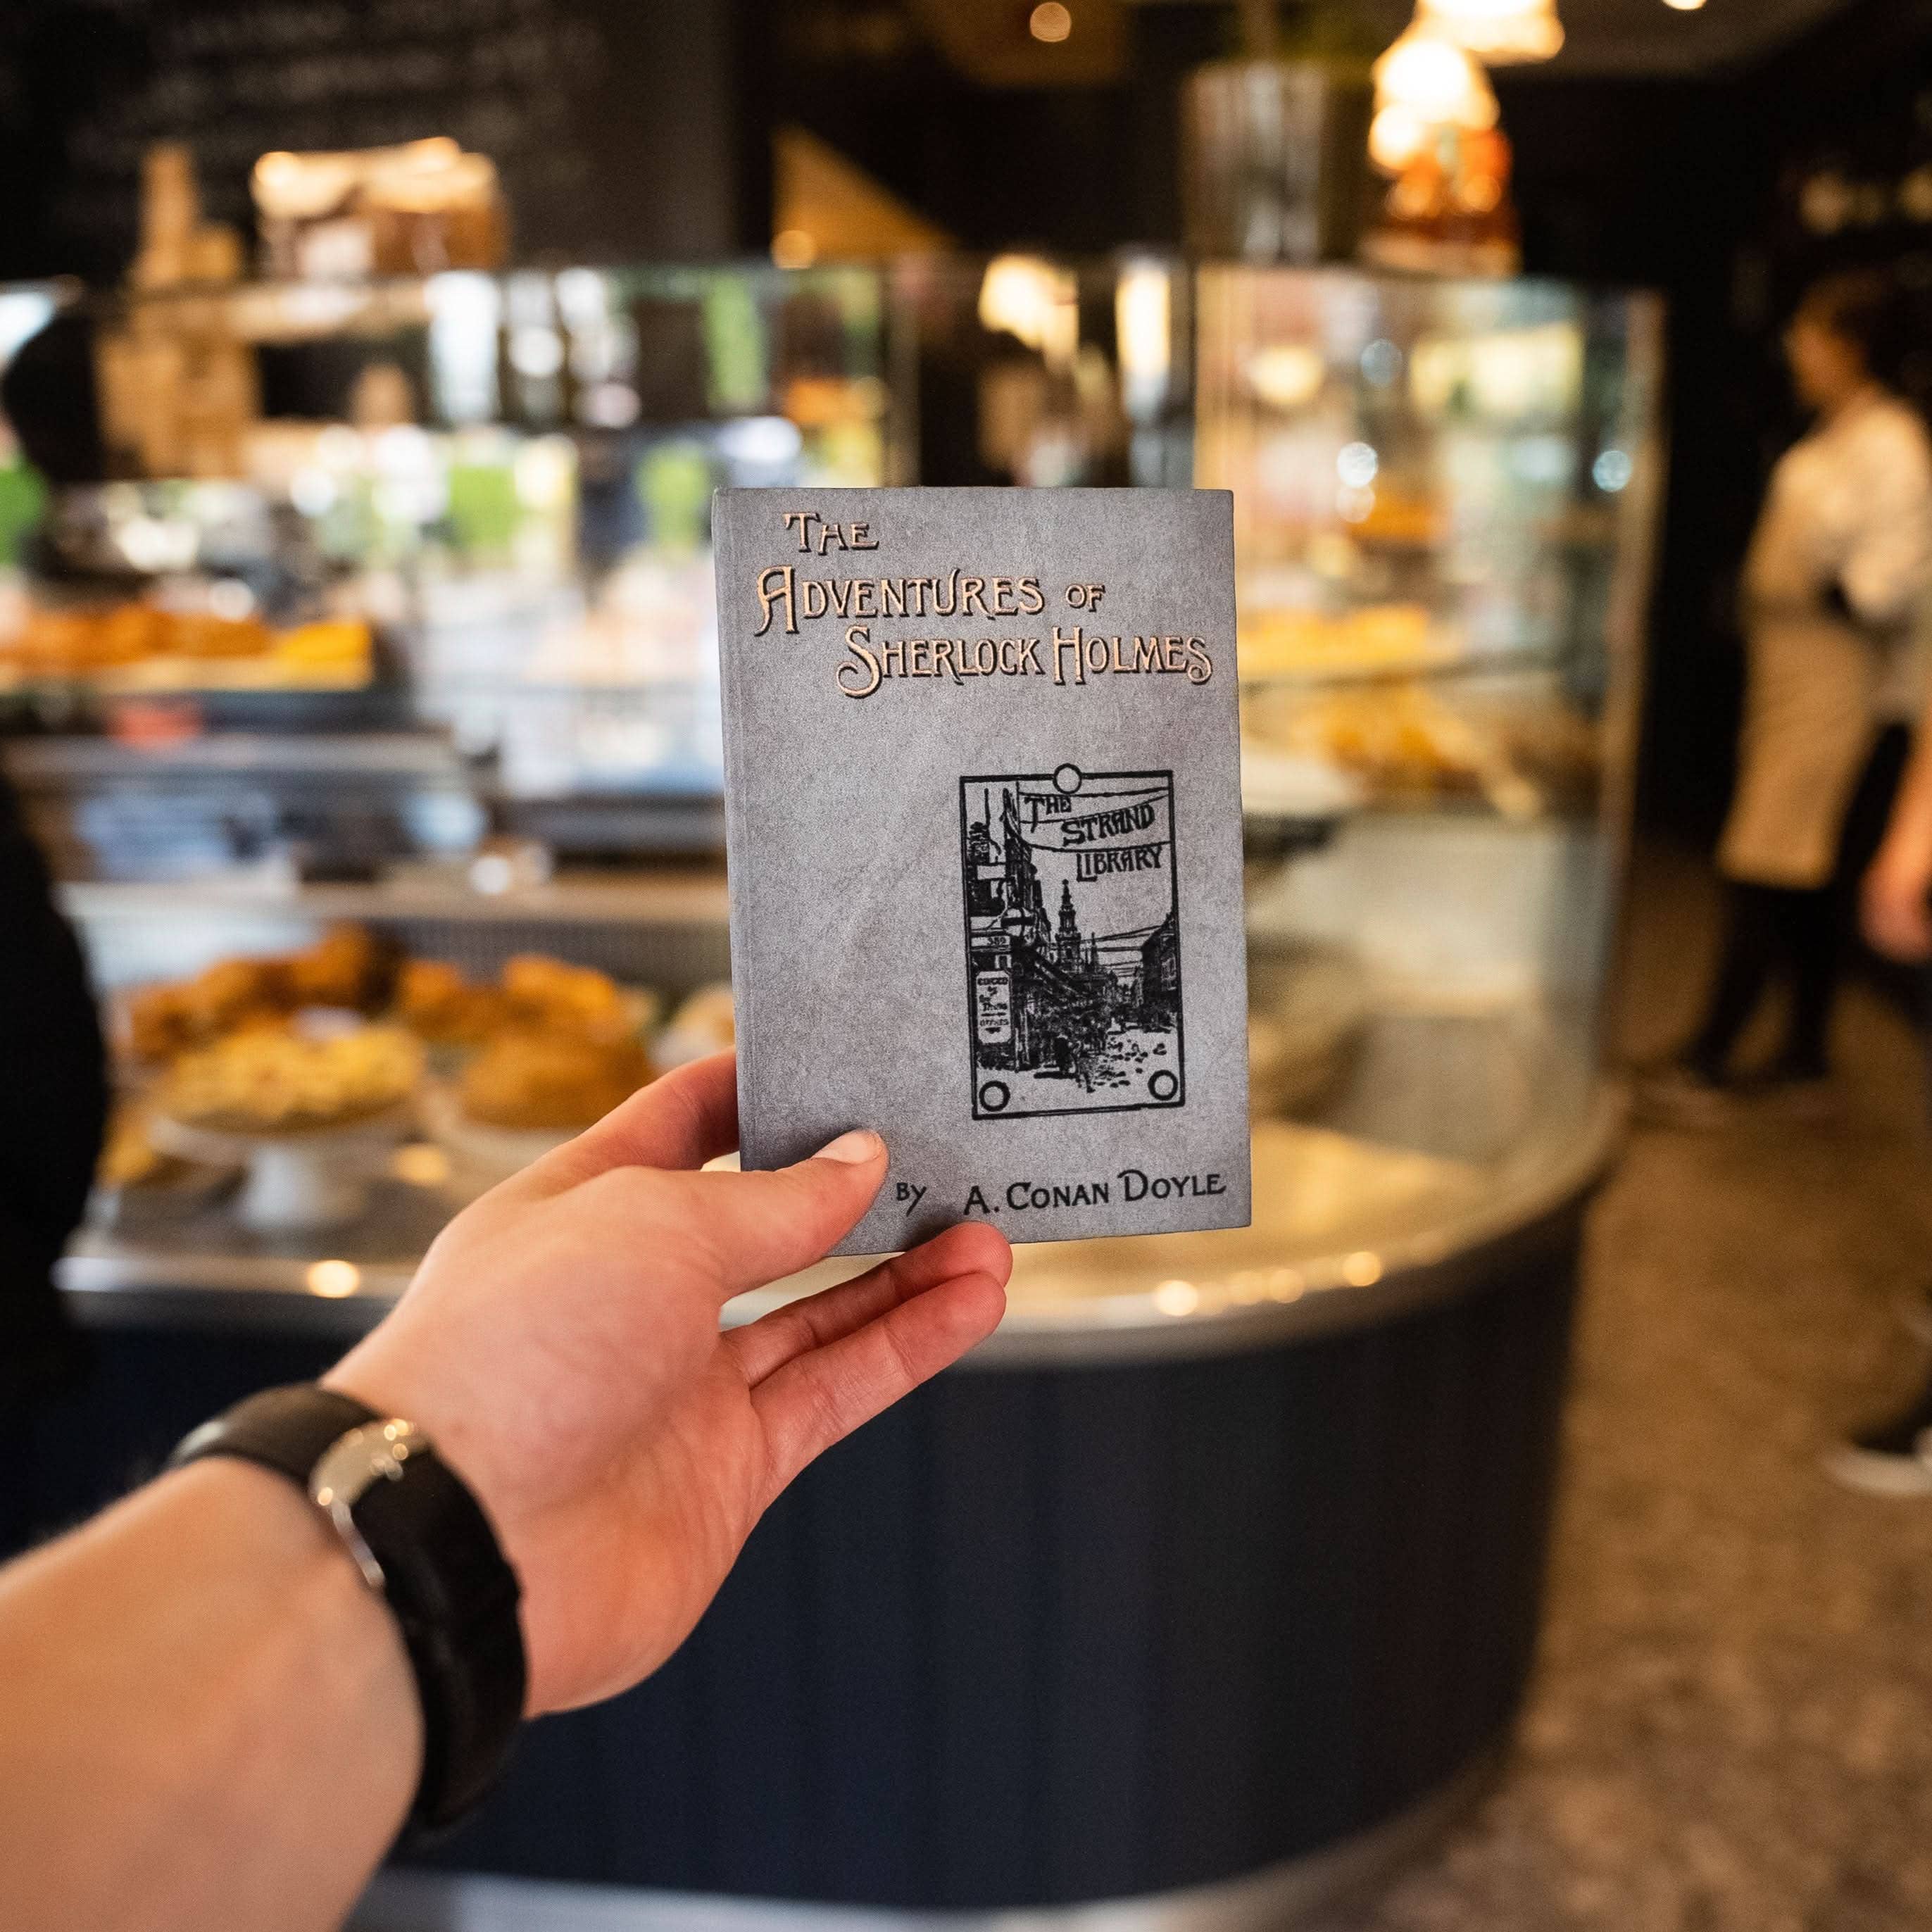 THE
ADVENTURES OF
SHERLOCK HOLMES
THE
STRAND
LIBRARY
BY A. CONAN DOYLE